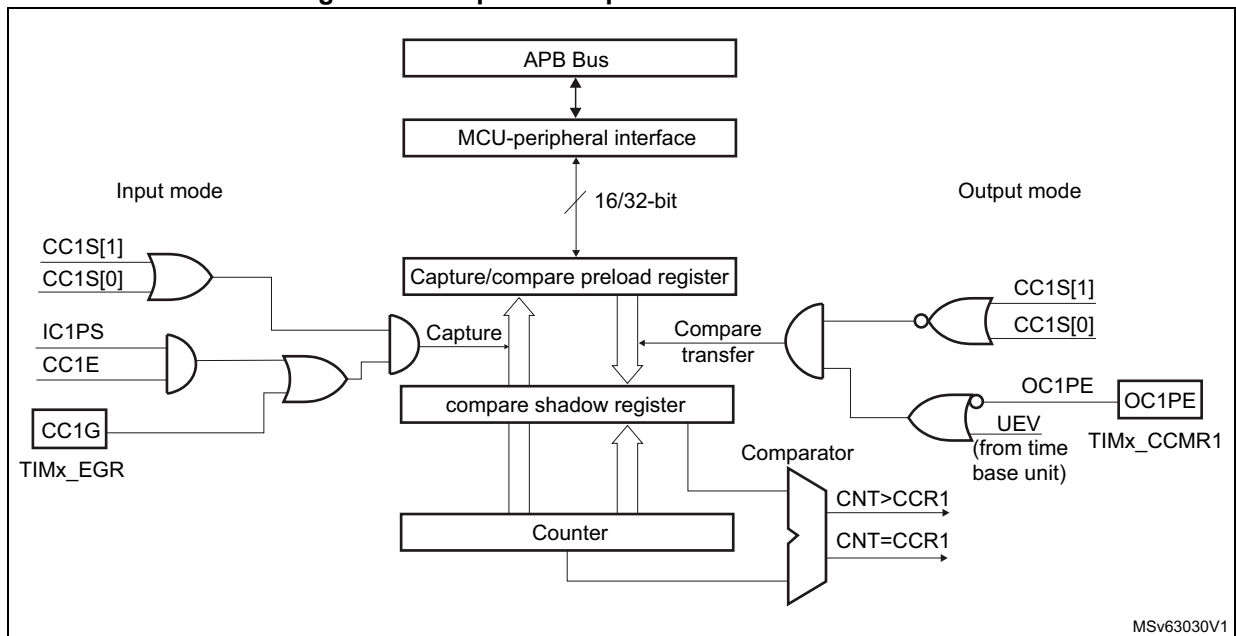 APB Bus
MCU-peripheral interface
Input mode
16/32-bit
Output mode
CC1S[1]
CC1S[0]
Capture/compare preload register
CC1S[1]
CC1S[0]
IC1PS
CC1E
Capture
Compare
transfer
CC1G
TIMx_EGR
compare shadow register
OC1PE
OC1PE
UEV
(from time
base unit)
TIMx_CCMR1
Comparator
CNT>CCR1
Counter
CNT=CCR1
MSv63030V1